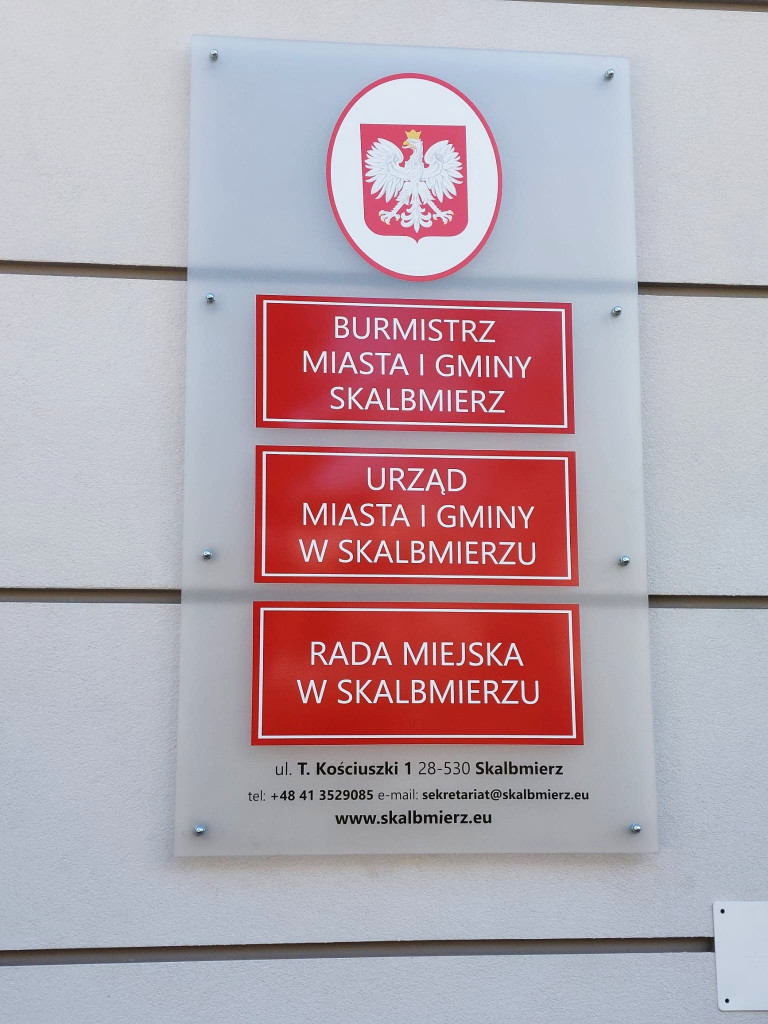 BURMISTRZ
MIASTA I GMINY
SKALBMIERZ
URZĄD
MIASTA I GMINY
W SKALBMIERZU
RADA MIEJSKA
W SKALBMIERZU
ul. T. Kościuszki 1 28-530 Skalbmierz
tel: +48 41 3529085 e-mail: sekretariat@skalbmierz.eu
www.skalbmierz.eu